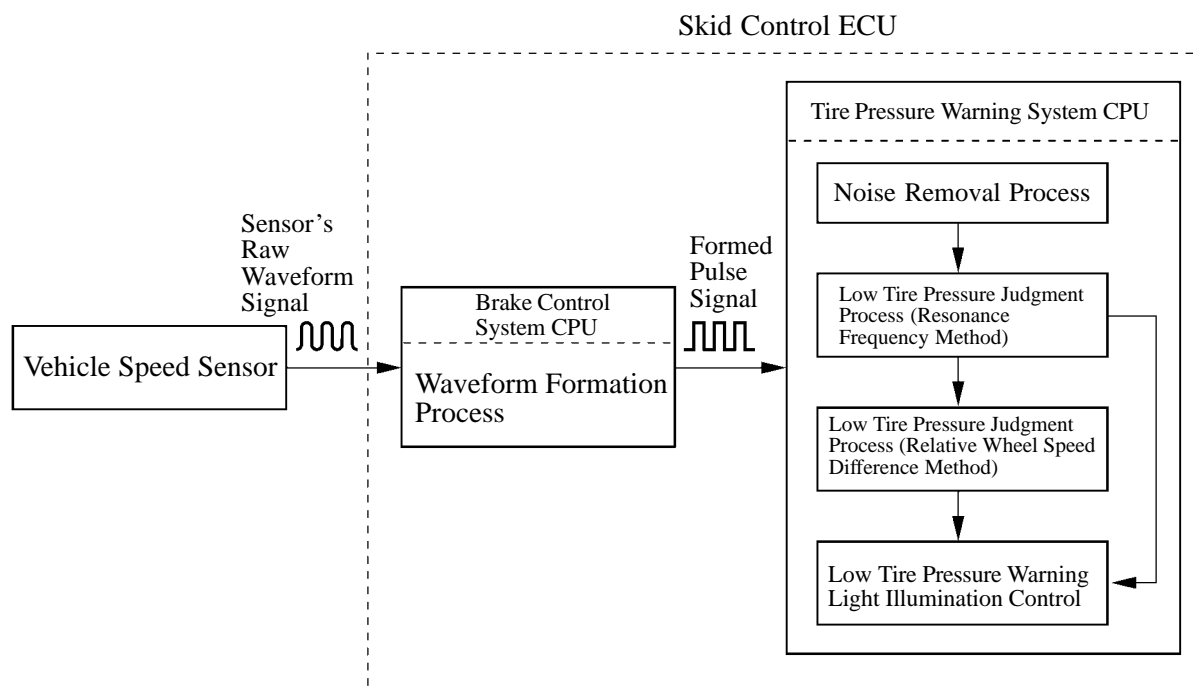 Skid Control ECU
Tire Pressure Warning System CPU
Noise Removal Process
Sensor's
Raw
Waveform
Signal
Formed
Pulse
Signal
Low Tire Pressure Judgment
Process (Resonance
Frequency Method)
Brake Control
System CPU
Vehicle Speed Sensor
Waveform Formation
Process
Low Tire Pressure Judgment
Process (Relative Wheel Speed
Difference Method)
Low Tire Pressure Warning
Light Illumination Control